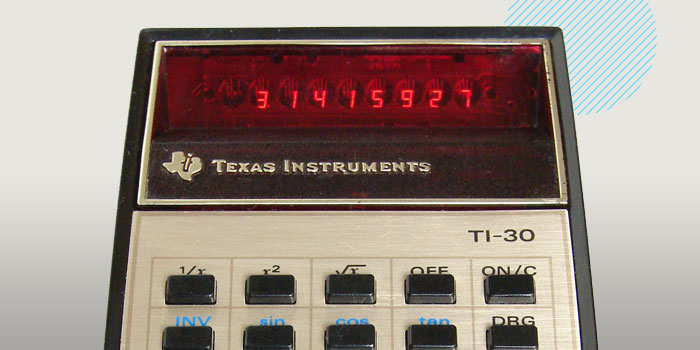 3.1415927
TEXAS INSTRUMENTS
TI-30
1/x x² √x OFF ON/C
INV sin cos tan DRG